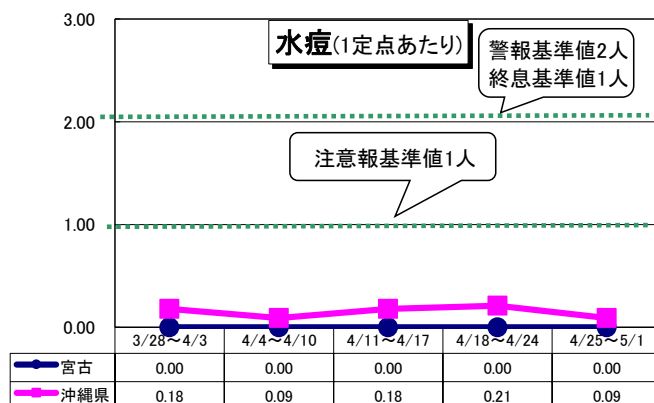 水痘(1定点あたり)
警報基準値2人
終息基準値1人
注意報基準値1人
3.00
2.00
1.00
0.00
3/28～4/3 4/4～4/10 4/11～4/17 4/18～4/24 4/25～5/1
宮古 0.00 0.00 0.00 0.00 0.00
沖縄県 0.18 0.09 0.18 0.21 0.09